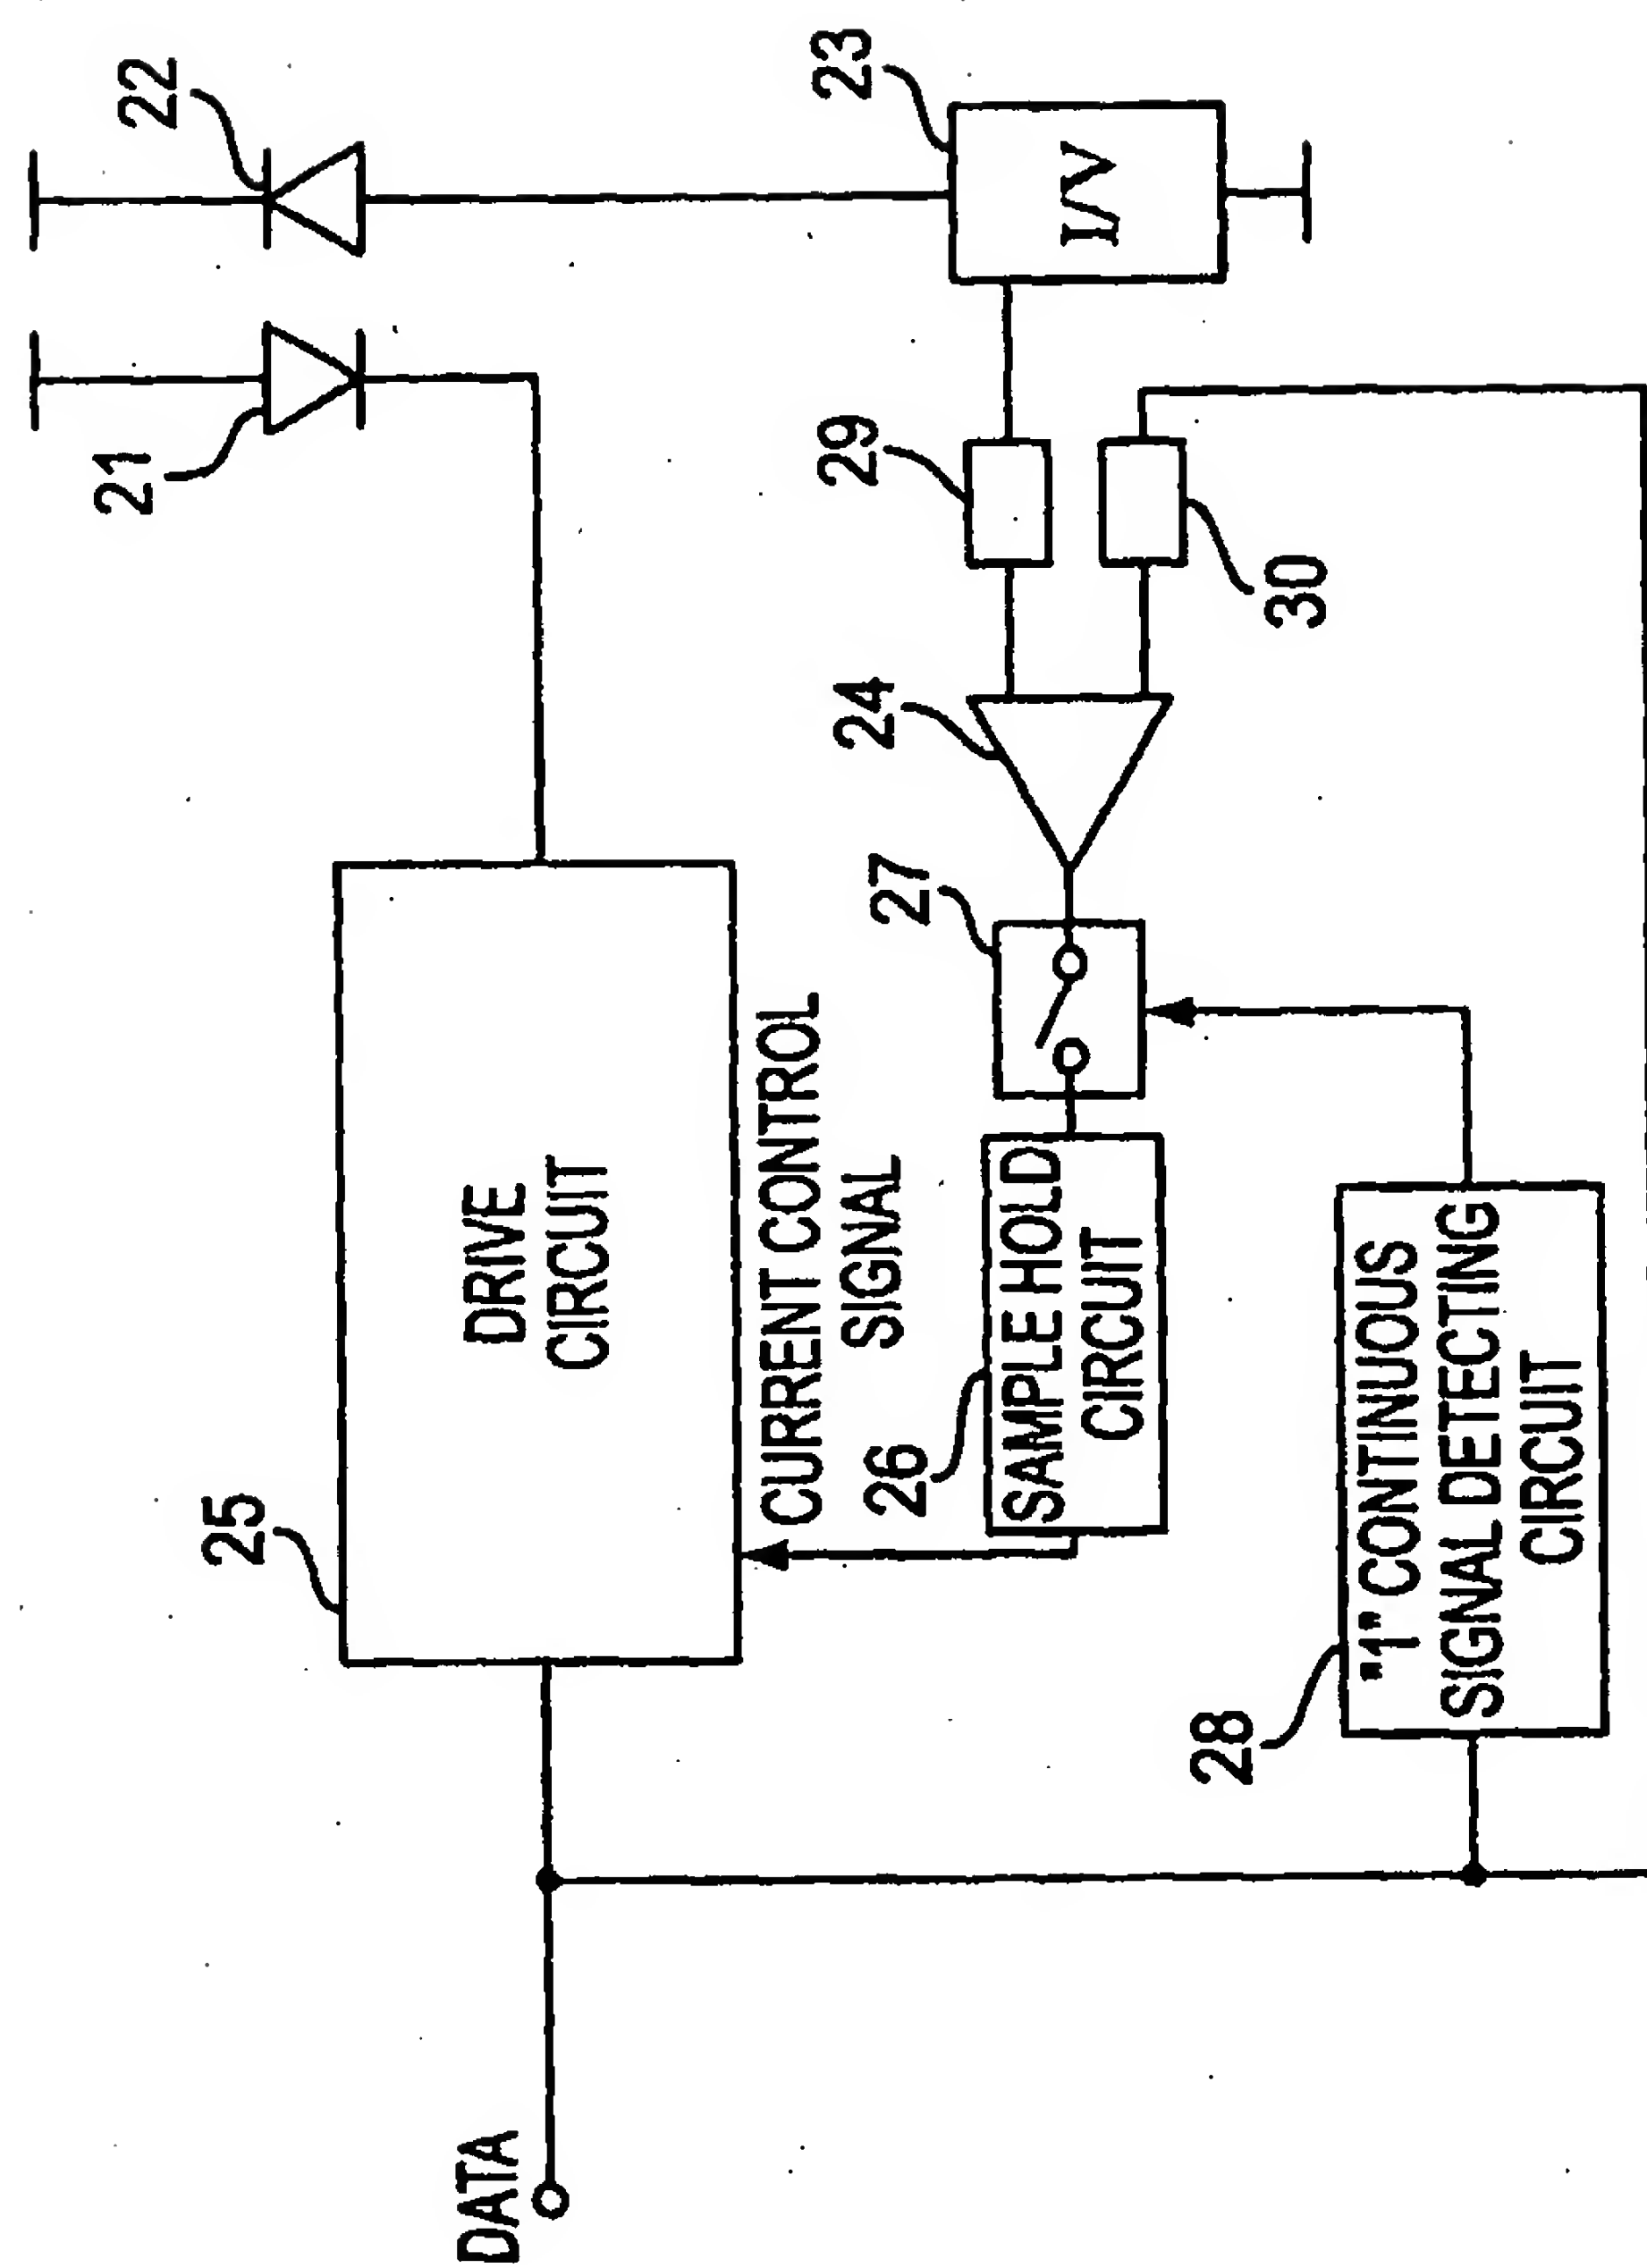 DATA
25
DRIVE
CIRCUIT
21
22
CURRENT CONTROL
SIGNAL
26
SAMPLE HOLD
CIRCUIT
27
24
29
30
23
I/V
28
"1" CONTINUOUS
SIGNAL DETECTING
CIRCUIT